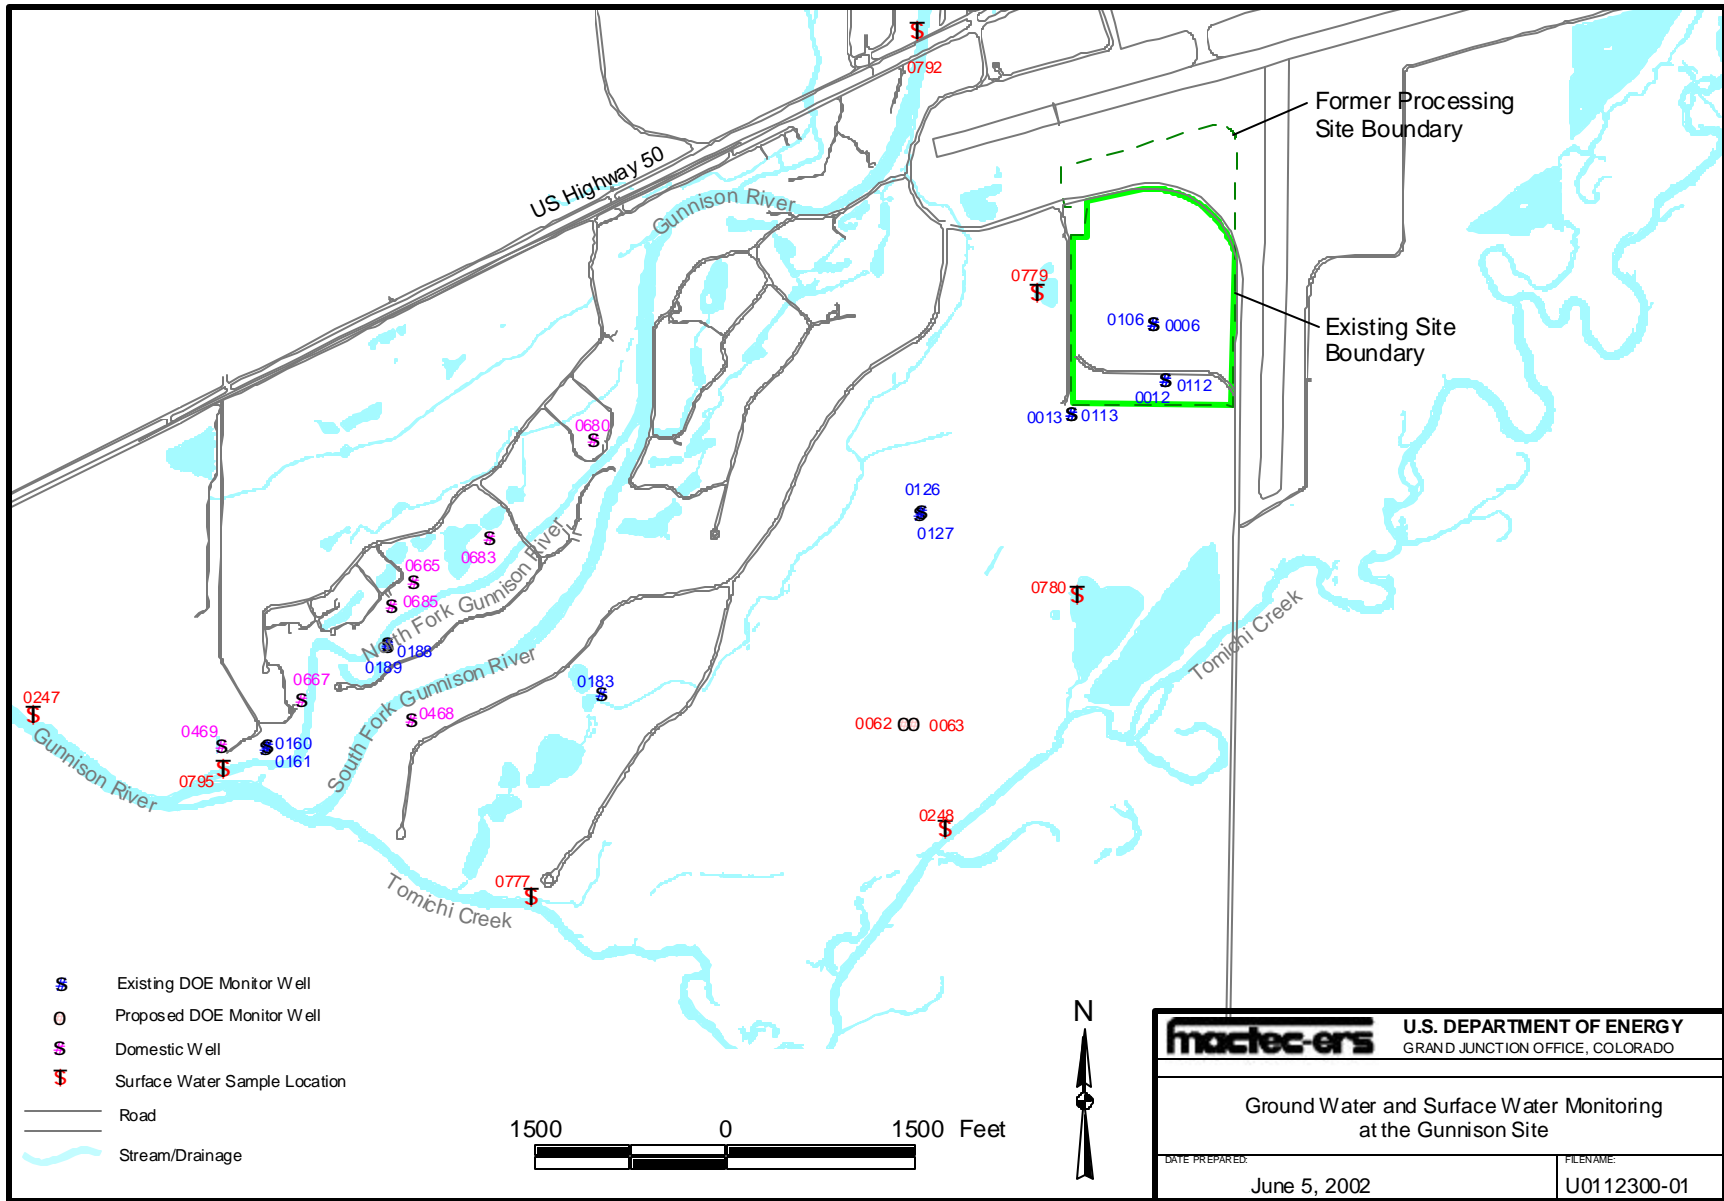 0792
Former Processing
Site Boundary
US Highway 50
Gunnison River
0779
0106
0006
Existing Site
Boundary
0112
0012
0013
0113
0680
0126
0127
0683
0665
0685
North Fork Gunnison River
0188
0189
0780
Tomichi Creek
0183
0667
South Fork Gunnison River
0468
0247
0469
0160
0161
0795
Gunnison River
0062
0063
0248
0777
Tomichi Creek
Existing DOE Monitor Well
Proposed DOE Monitor Well
Domestic Well
Surface Water Sample Location
Road
Stream/Drainage
1500 0 1500 Feet
N
mactec-ers
U.S. DEPARTMENT OF ENERGY
GRAND JUNCTION OFFICE, COLORADO
Ground Water and Surface Water Monitoring
at the Gunnison Site
DATE PREPARED:
June 5, 2002
FILENAME:
U0112300-01